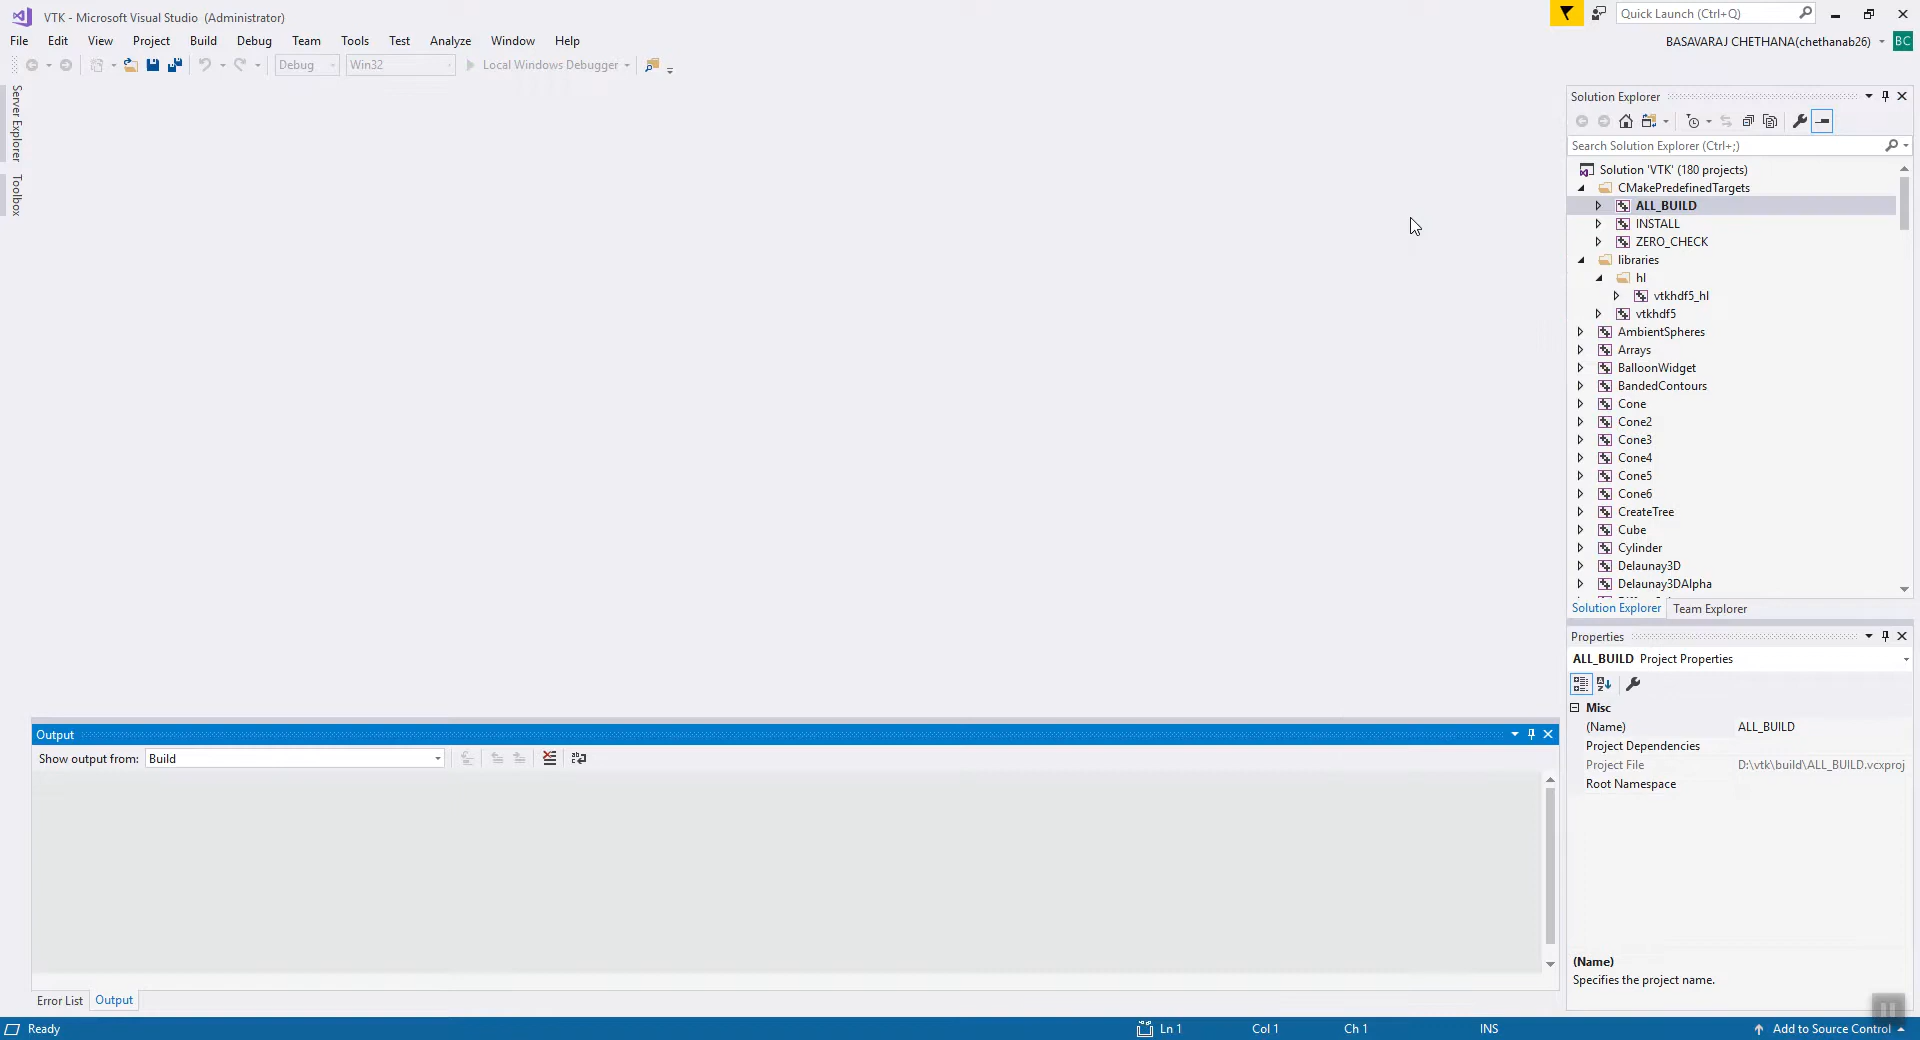 VTK - Microsoft Visual Studio (Administrator)
Quick Launch (Ctrl+Q)
File Edit View Project Build Debug Team Tools Test Analyze Window Help
BASAVARAJ CHETHANA(chethanab26)
BC
Debug Win32 Local Windows Debugger
Server Explorer
Toolbox
Solution Explorer
Search Solution Explorer (Ctrl+;)
Solution 'VTK' (180 projects)
CMakePredefinedTargets
ALL_BUILD
INSTALL
ZERO_CHECK
libraries
hl
vtkhdf5_hl
vtkhdf5
AmbientSpheres
Arrays
BalloonWidget
BandedContours
Cone
Cone2
Cone3
Cone4
Cone5
Cone6
CreateTree
Cube
Cylinder
Delaunay3D
Delaunay3DAlpha
Solution Explorer Team Explorer
Properties
ALL_BUILD Project Properties
Misc
(Name) ALL_BUILD
Project Dependencies
Project File D:\vtk\build\ALL_BUILD.vcxproj
Root Namespace
(Name)
Specifies the project name.
Output
Show output from: Build
Error List Output
Ready Ln 1 Col 1 Ch 1 INS Add to Source Control